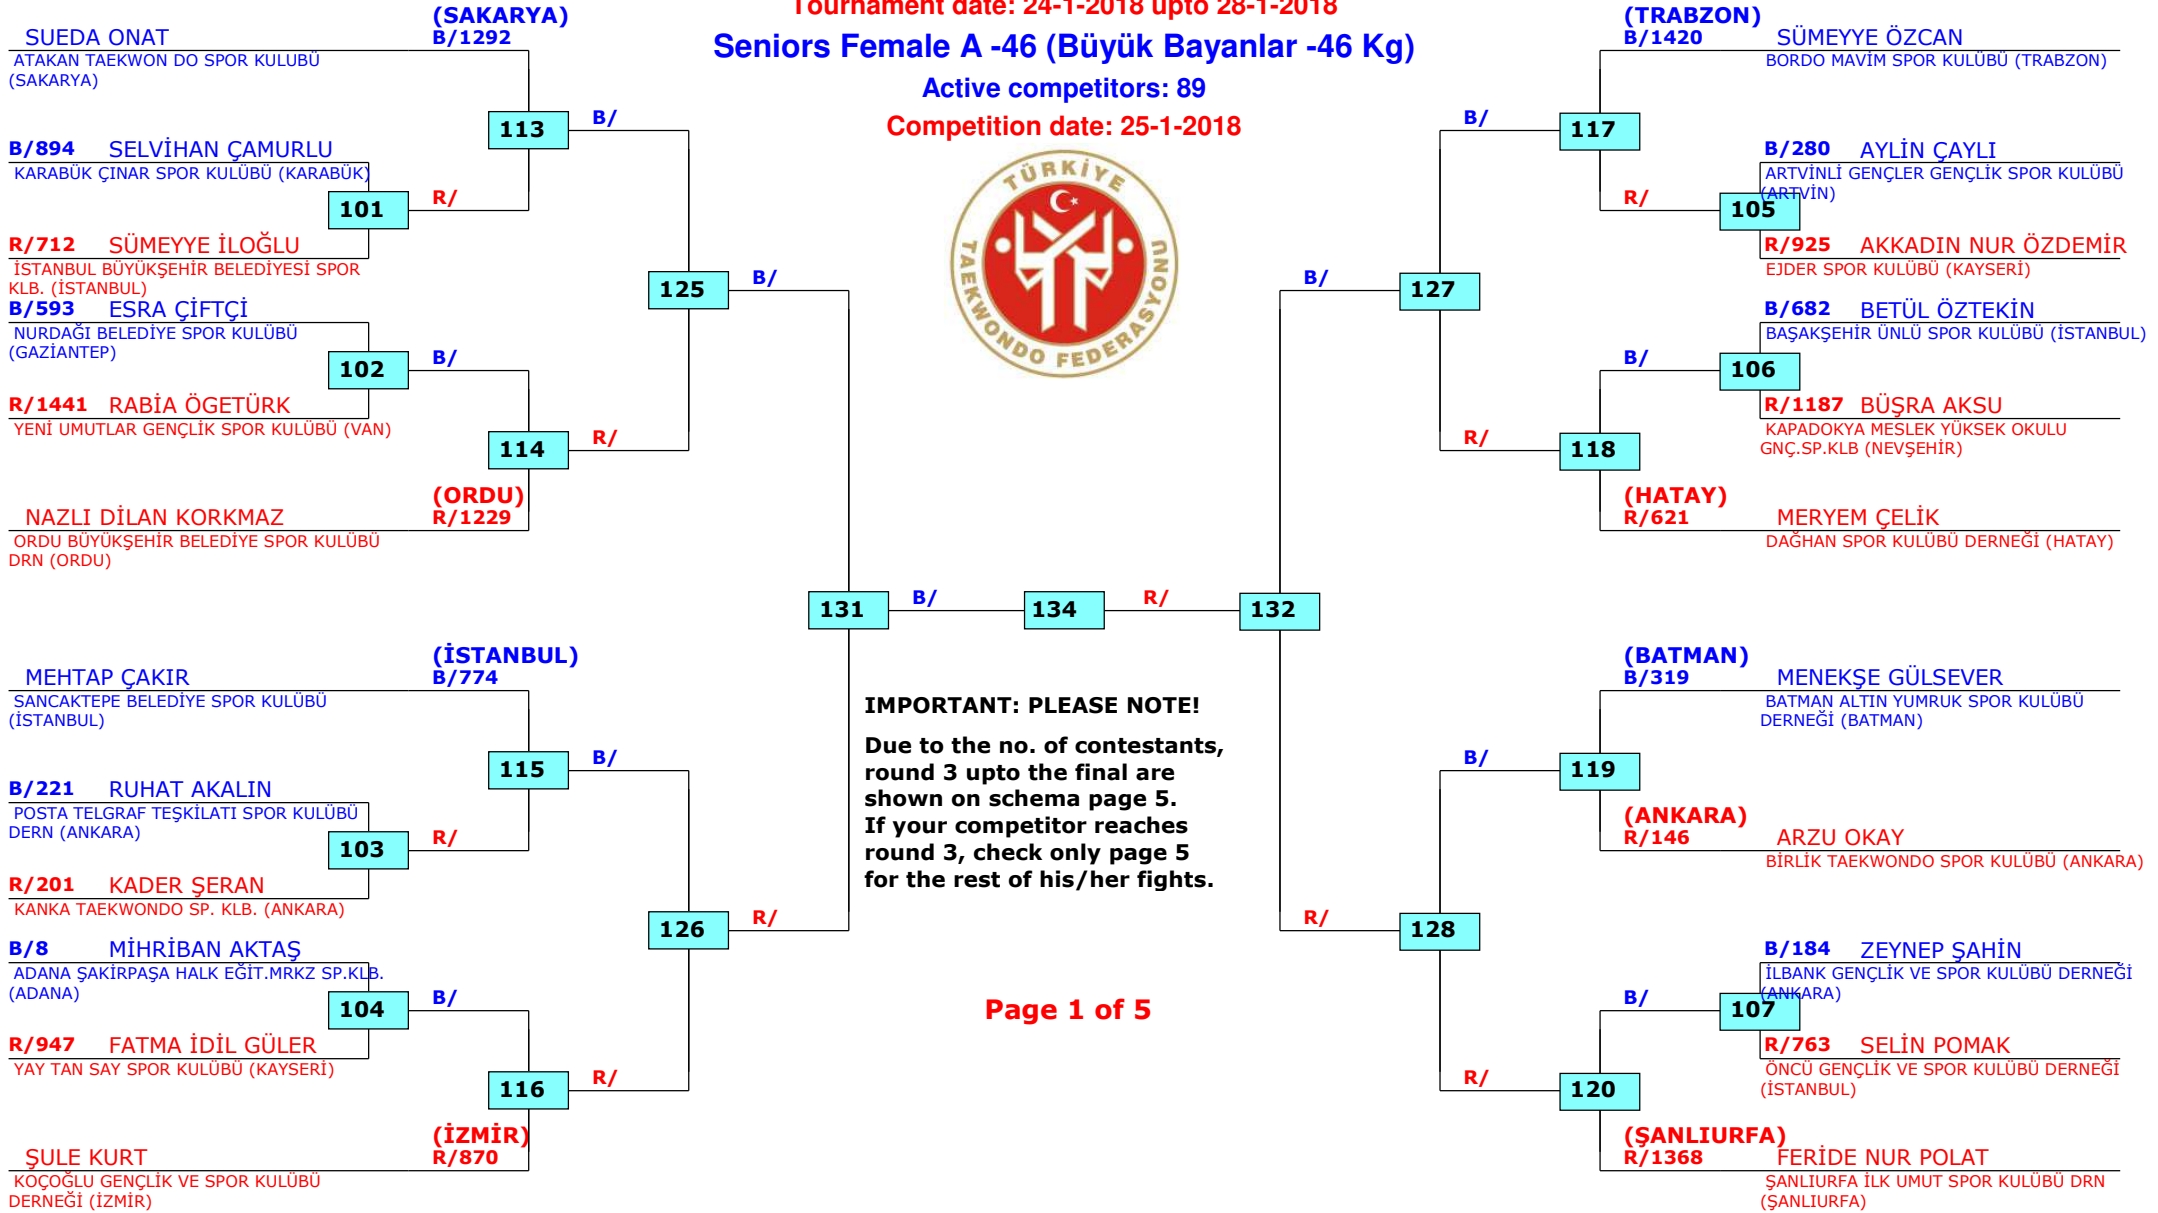 Tournament date: 24-1-2018 upto 28-1-2018
Seniors Female A -46 (Büyük Bayanlar -46 Kg)
Active competitors: 89
Competition date: 25-1-2018
TÜRKİYE
TAEKWONDO FEDERASYONU
(SAKARYA)
SUEDA ONAT B/1292
ATAKAN TAEKWON DO SPOR KULUBÜ
(SAKARYA)
113 B/
B/894 SELVİHAN ÇAMURLU
KARABÜK ÇINAR SPOR KULÜBÜ (KARABÜK)
101 R/
R/712 SÜMEYYE İLOĞLU
İSTANBUL BÜYÜKŞEHİR BELEDİYESİ SPOR
KLB. (İSTANBUL)
125 B/
B/593 ESRA ÇİFTÇİ
NURDAĞI BELEDİYE SPOR KULÜBÜ
(GAZİANTEP)
102 B/
R/1441 RABİA ÖGETÜRK
YENİ UMUTLAR GENÇLİK SPOR KULÜBÜ (VAN)
114 R/
(ORDU)
NAZLI DİLAN KORKMAZ R/1229
ORDU BÜYÜKŞEHİR BELEDİYE SPOR KULÜBÜ
DRN (ORDU)
131 B/ 134 R/ 132
(İSTANBUL)
MEHTAP ÇAKIR B/774
SANCAKTEPE BELEDİYE SPOR KULÜBÜ
(İSTANBUL)
115 B/
B/221 RUHAT AKALIN
POSTA TELGRAF TEŞKİLATI SPOR KULÜBÜ
DERN (ANKARA)
103 R/
R/201 KADER ŞERAN
KANKA TAEKWONDO SP. KLB. (ANKARA)
126 R/
B/8 MİHRİBAN AKTAŞ
ADANA ŞAKİRPAŞA HALK EĞİT.MRKZ SP.KLB.
(ADANA)
104 B/
R/947 FATMA İDİL GÜLER
YAY TAN SAY SPOR KULÜBÜ (KAYSERİ)
116 R/
(İZMİR)
ŞULE KURT R/870
KOÇOĞLU GENÇLİK VE SPOR KULÜBÜ
DERNEĞİ (İZMİR)
IMPORTANT: PLEASE NOTE!
Due to the no. of contestants,
round 3 upto the final are
shown on schema page 5.
If your competitor reaches
round 3, check only page 5
for the rest of his/her fights.
Page 1 of 5
(TRABZON)
B/1420 SÜMEYYE ÖZCAN
BORDO MAVİM SPOR KULÜBÜ (TRABZON)
B/ 117
B/280 AYLİN ÇAYLI
ARTVİNLİ GENÇLER GENÇLİK SPOR KULÜBÜ
(ARTVİN)
R/ 105
R/925 AKKADIN NUR ÖZDEMİR
EJDER SPOR KULÜBÜ (KAYSERİ)
B/ 127
B/682 BETÜL ÖZTEKİN
BAŞAKŞEHİR ÜNLÜ SPOR KULÜBÜ (İSTANBUL)
B/ 106
R/1187 BÜŞRA AKSU
KAPADOKYA MESLEK YÜKSEK OKULU
GNÇ.SP.KLB (NEVŞEHİR)
R/ 118
(HATAY)
R/621 MERYEM ÇELİK
DAĞHAN SPOR KULÜBÜ DERNEĞİ (HATAY)
(BATMAN)
B/319 MENEKŞE GÜLSEVER
BATMAN ALTIN YUMRUK SPOR KULÜBÜ
DERNEĞİ (BATMAN)
B/ 119
(ANKARA)
R/146 ARZU OKAY
BİRLİK TAEKWONDO SPOR KULÜBÜ (ANKARA)
R/ 128
B/184 ZEYNEP ŞAHİN
İLBANK GENÇLİK VE SPOR KULÜBÜ DERNEĞİ
(ANKARA)
B/ 107
R/763 SELİN POMAK
ÖNCÜ GENÇLİK VE SPOR KULÜBÜ DERNEĞİ
(İSTANBUL)
R/ 120
(ŞANLIURFA)
R/1368 FERİDE NUR POLAT
ŞANLIURFA İLK UMUT SPOR KULÜBÜ DRN
(ŞANLIURFA)